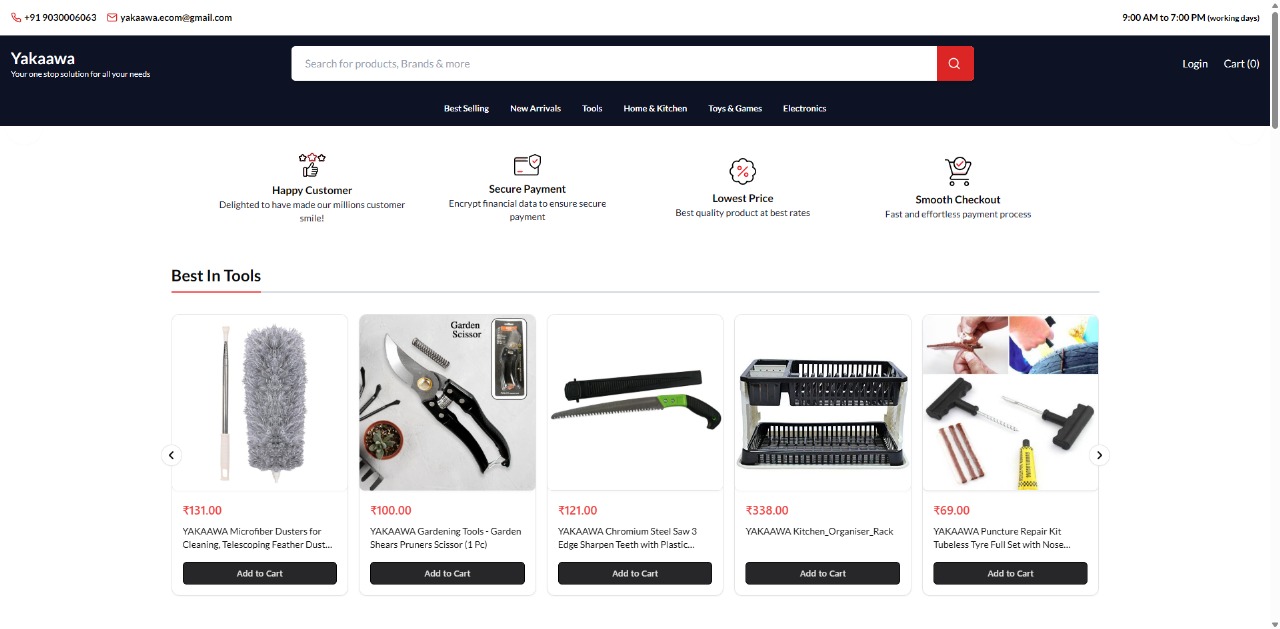 +91 9030006063
yakaawa.ecom@gmail.com
9:00 AM to 7:00 PM (working days)
Yakaawa
Your one stop solution for all your needs
Search for products, Brands & more
Login
Cart (0)
Best Selling
New Arrivals
Tools
Home & Kitchen
Toys & Games
Electronics
Happy Customer
Delighted to have made our millions customer
smile!
Secure Payment
Encrypt financial data to ensure secure
payment
Lowest Price
Best quality product at best rates
Smooth Checkout
Fast and effortless payment process
Best In Tools
Garden
Scissor
₹131.00
YAKAAWA Microfiber Dusters for
Cleaning, Telescoping Feather Dust...
Add to Cart
₹100.00
YAKAAWA Gardening Tools - Garden
Shears Pruners Scissor (1 Pc)
Add to Cart
₹121.00
YAKAAWA Chromium Steel Saw 3
Edge Sharpen Teeth with Plastic...
Add to Cart
₹338.00
YAKAAWA Kitchen_Organiser_Rack
Add to Cart
₹69.00
YAKAAWA Puncture Repair Kit
Tubeless Tyre Full Set with Nose...
Add to Cart